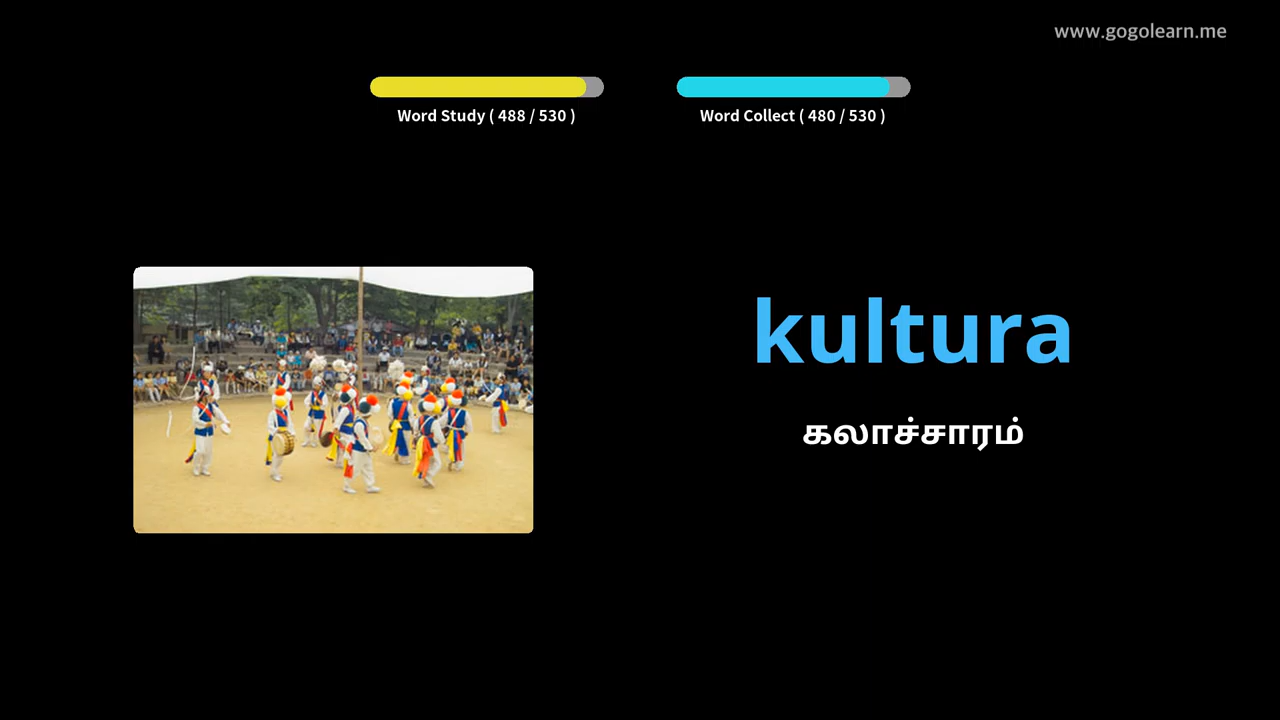 www.gogolearn.me
Word Study ( 488 / 530 )
Word Collect ( 480 / 530 )
kultura
கலாச்சாரம்